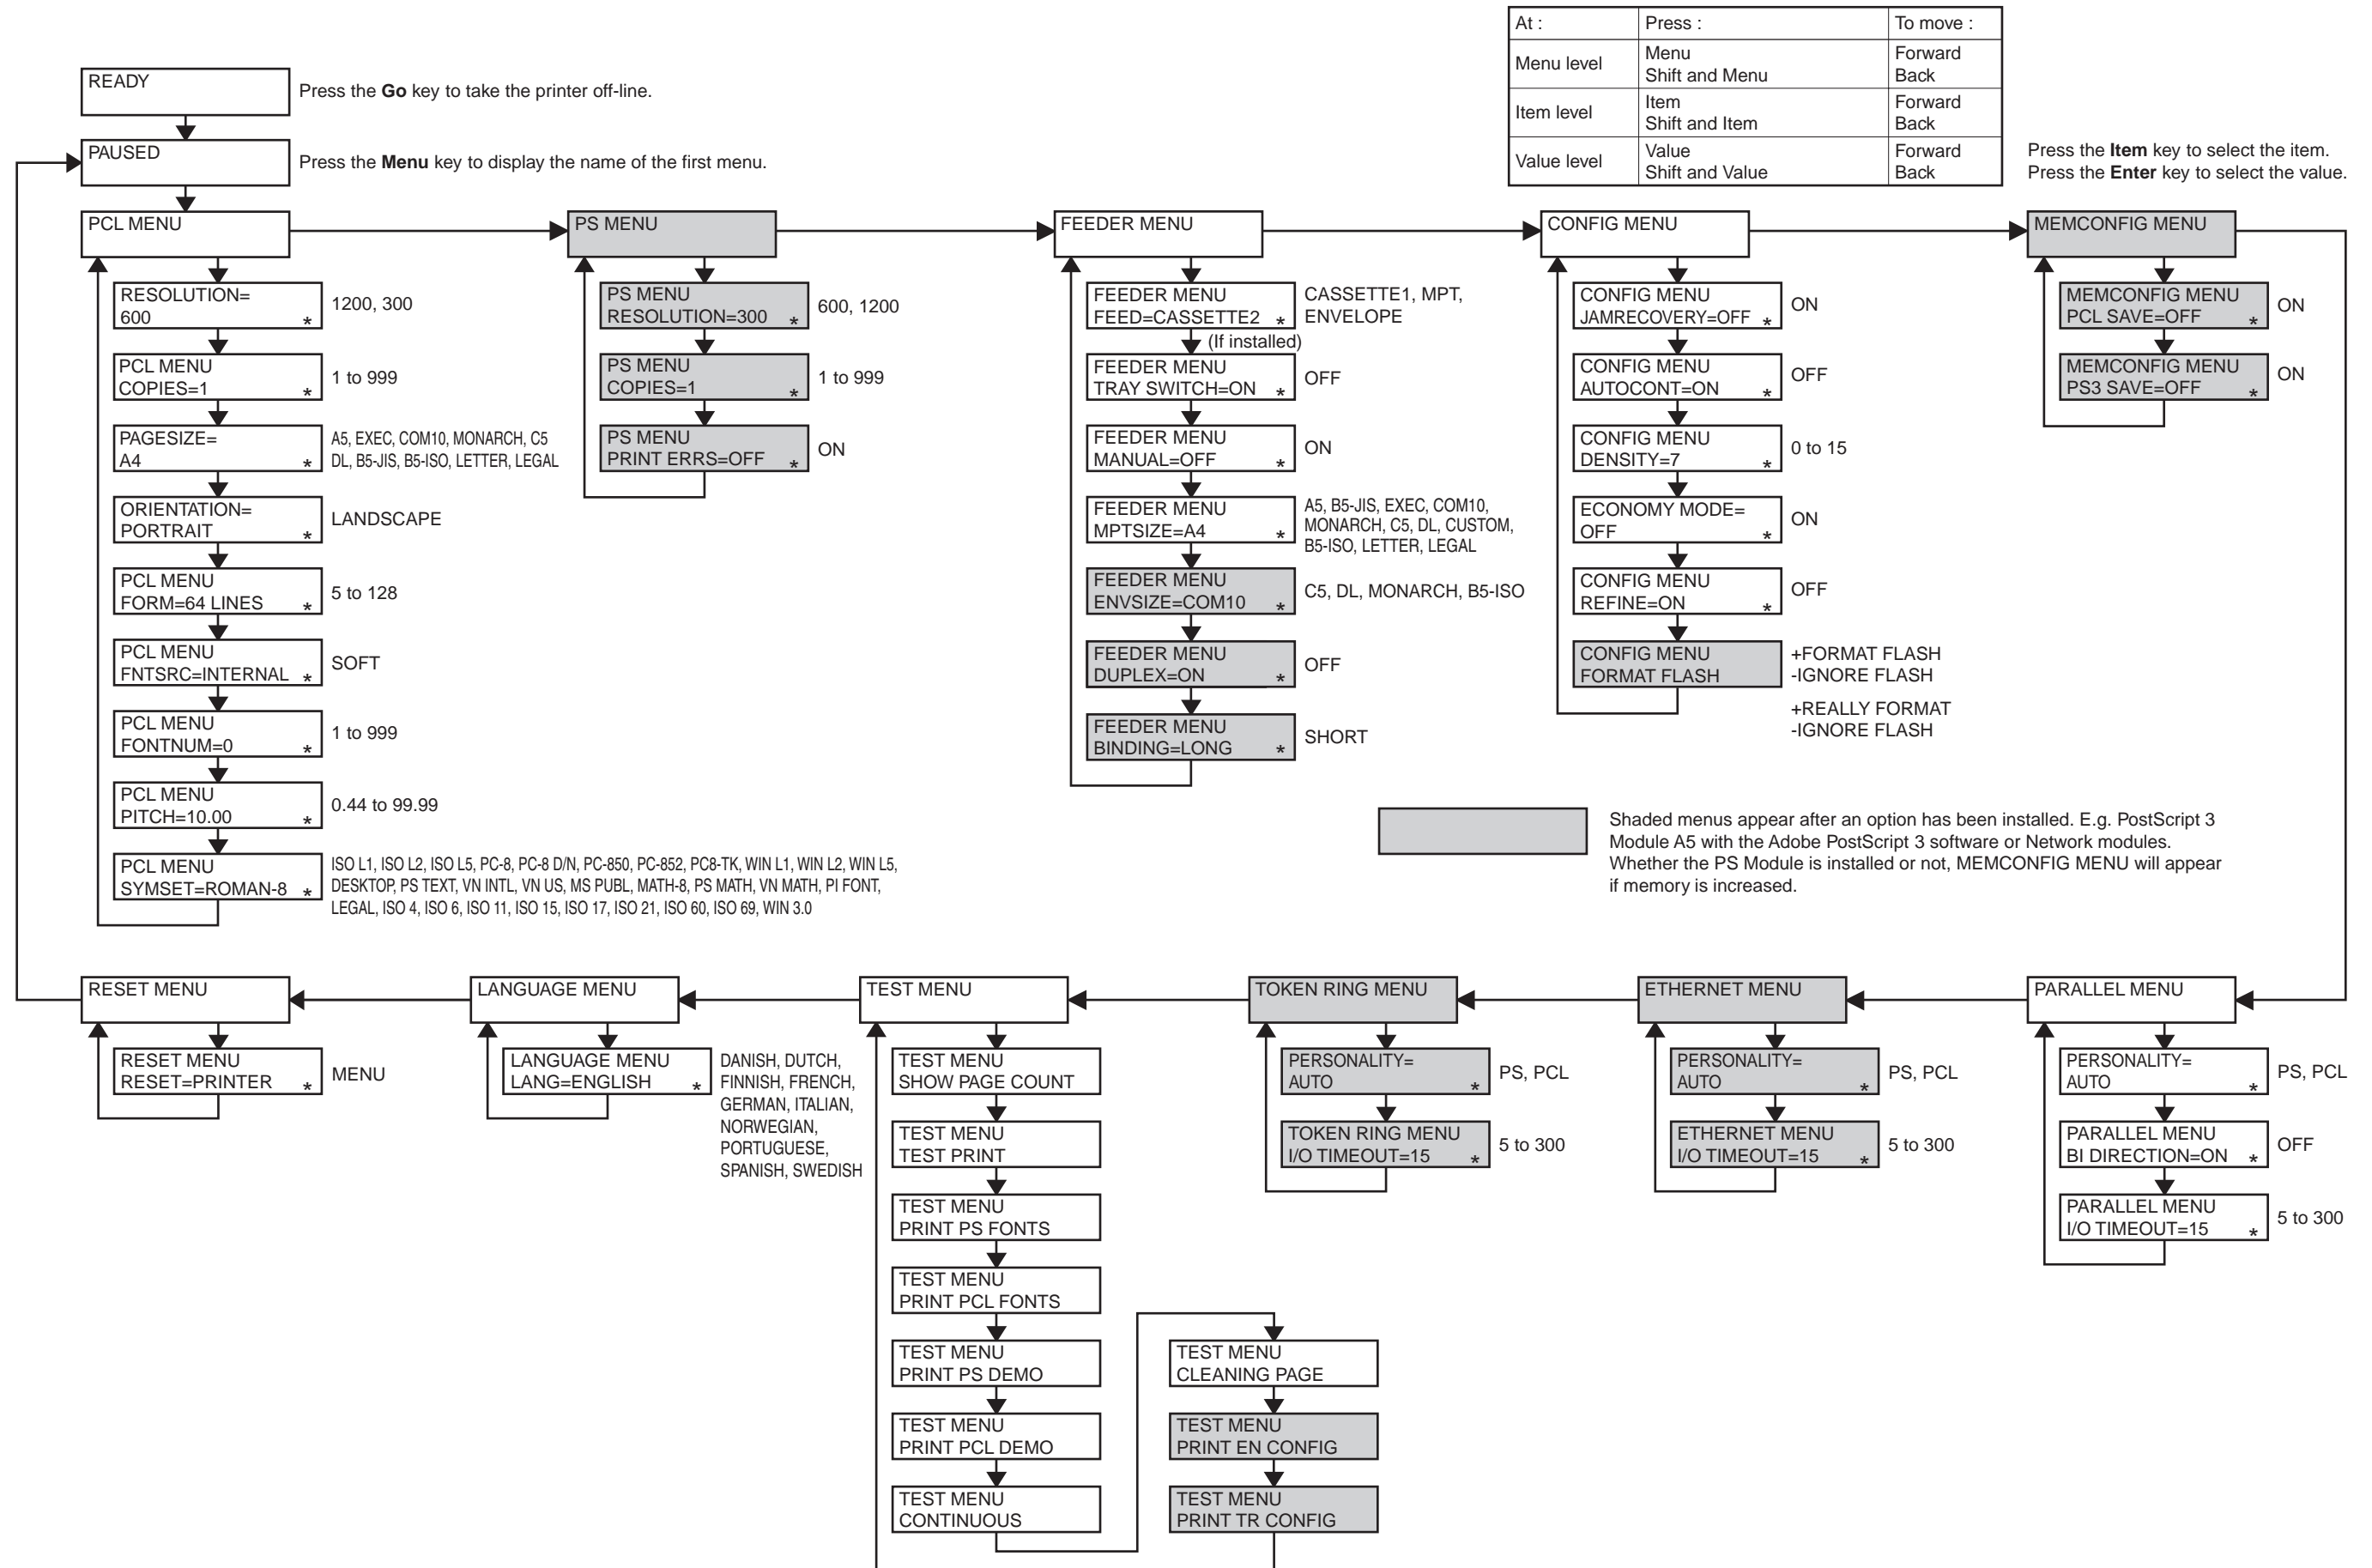 At : Press : To move :
Menu level Menu Forward
Shift and Menu Back
Item level Item Forward
Shift and Item Back
Value level Value Forward
Shift and Value Back
Press the Item key to select the item.
Press the Enter key to select the value.
READY
Press the Go key to take the printer off-line.
PAUSED
Press the Menu key to display the name of the first menu.
PCL MENU
RESOLUTION=
600 *
1200, 300
PCL MENU
COPIES=1 *
1 to 999
PAGESIZE=
A4 *
A5, EXEC, COM10, MONARCH, C5
DL, B5-JIS, B5-ISO, LETTER, LEGAL
ORIENTATION=
PORTRAIT *
LANDSCAPE
PCL MENU
FORM=64 LINES *
5 to 128
PCL MENU
FNTSRC=INTERNAL *
SOFT
PCL MENU
FONTNUM=0 *
1 to 999
PCL MENU
PITCH=10.00 *
0.44 to 99.99
PCL MENU
SYMSET=ROMAN-8 *
ISO L1, ISO L2, ISO L5, PC-8, PC-8 D/N, PC-850, PC-852, PC8-TK, WIN L1, WIN L2, WIN L5,
DESKTOP, PS TEXT, VN INTL, VN US, MS PUBL, MATH-8, PS MATH, VN MATH, PI FONT,
LEGAL, ISO 4, ISO 6, ISO 11, ISO 15, ISO 17, ISO 21, ISO 60, ISO 69, WIN 3.0
PS MENU
PS MENU
RESOLUTION=300 *
600, 1200
PS MENU
COPIES=1 *
1 to 999
PS MENU
PRINT ERRS=OFF *
ON
FEEDER MENU
FEEDER MENU
FEED=CASSETTE2 *
CASSETTE1, MPT,
ENVELOPE
(If installed)
FEEDER MENU
TRAY SWITCH=ON *
OFF
FEEDER MENU
MANUAL=OFF *
ON
FEEDER MENU
MPTSIZE=A4 *
A5, B5-JIS, EXEC, COM10,
MONARCH, C5, DL, CUSTOM,
B5-ISO, LETTER, LEGAL
FEEDER MENU
ENVSIZE=COM10 *
C5, DL, MONARCH, B5-ISO
FEEDER MENU
DUPLEX=ON *
OFF
FEEDER MENU
BINDING=LONG *
SHORT
CONFIG MENU
CONFIG MENU
JAMRECOVERY=OFF *
ON
CONFIG MENU
AUTOCONT=ON *
OFF
CONFIG MENU
DENSITY=7 *
0 to 15
ECONOMY MODE=
OFF *
ON
CONFIG MENU
REFINE=ON *
OFF
CONFIG MENU
FORMAT FLASH
+FORMAT FLASH
-IGNORE FLASH
+REALLY FORMAT
-IGNORE FLASH
MEMCONFIG MENU
MEMCONFIG MENU
PCL SAVE=OFF *
ON
MEMCONFIG MENU
PS3 SAVE=OFF *
ON
Shaded menus appear after an option has been installed. E.g. PostScript 3
Module A5 with the Adobe PostScript 3 software or Network modules.
Whether the PS Module is installed or not, MEMCONFIG MENU will appear
if memory is increased.
RESET MENU
RESET MENU
RESET=PRINTER *
MENU
LANGUAGE MENU
LANGUAGE MENU
LANG=ENGLISH *
DANISH, DUTCH,
FINNISH, FRENCH,
GERMAN, ITALIAN,
NORWEGIAN,
PORTUGUESE,
SPANISH, SWEDISH
TEST MENU
TEST MENU
SHOW PAGE COUNT
TEST MENU
TEST PRINT
TEST MENU
PRINT PS FONTS
TEST MENU
PRINT PCL FONTS
TEST MENU
PRINT PS DEMO
TEST MENU
PRINT PCL DEMO
TEST MENU
CONTINUOUS
TEST MENU
CLEANING PAGE
TEST MENU
PRINT EN CONFIG
TEST MENU
PRINT TR CONFIG
TOKEN RING MENU
PERSONALITY=
AUTO *
PS, PCL
TOKEN RING MENU
I/O TIMEOUT=15 *
5 to 300
ETHERNET MENU
PERSONALITY=
AUTO *
PS, PCL
ETHERNET MENU
I/O TIMEOUT=15 *
5 to 300
PARALLEL MENU
PERSONALITY=
AUTO *
PS, PCL
PARALLEL MENU
BI DIRECTION=ON *
OFF
PARALLEL MENU
I/O TIMEOUT=15 *
5 to 300